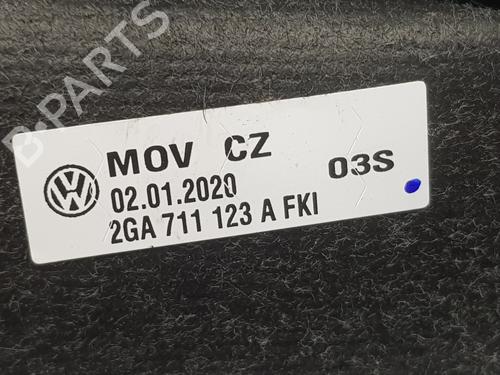 B-PARTS
MOV CZ
03S
02.01.2020
2GA 711 123 A FKI